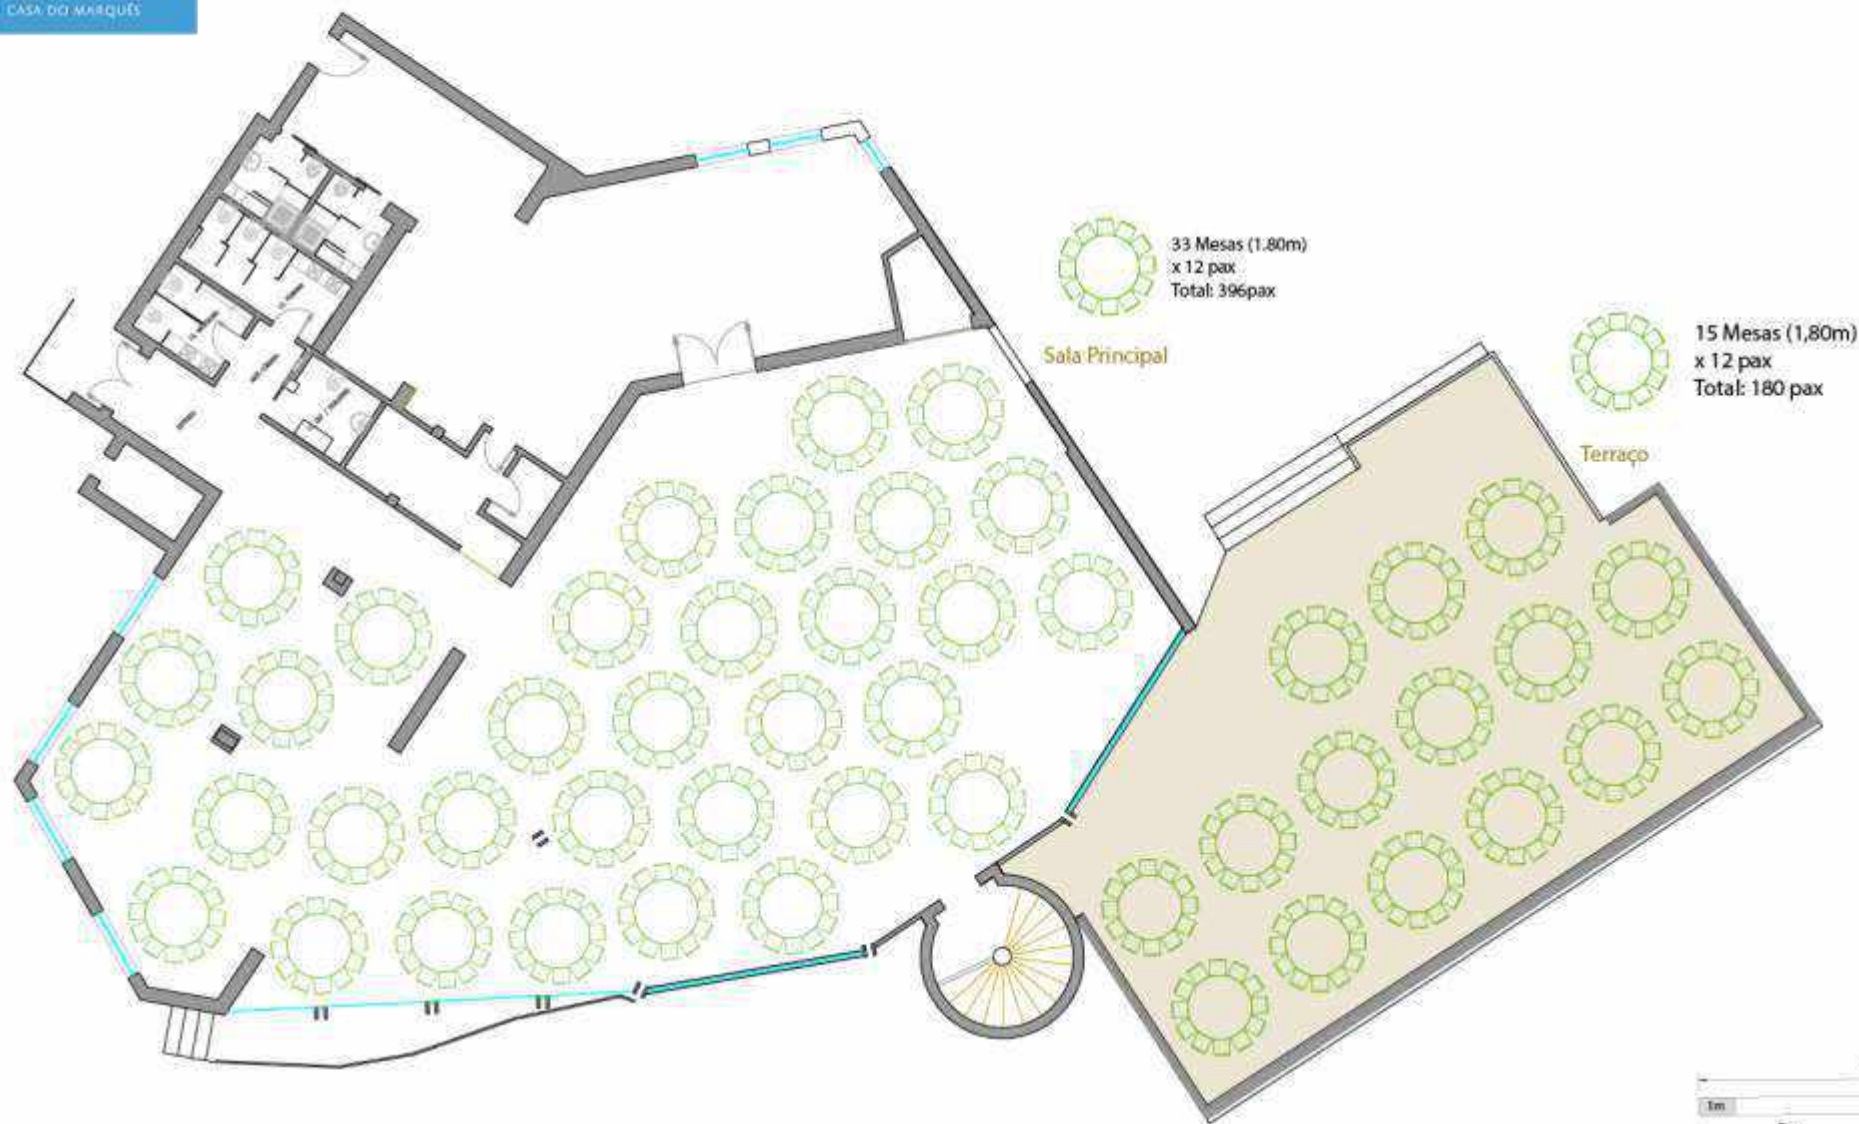 CASA DO MARQUÊS
33 Mesas (1.80m)
x 12 pax
Total: 396pax
Sala Principal
15 Mesas (1,80m)
x 12 pax
Total: 180 pax
Terraço
1m